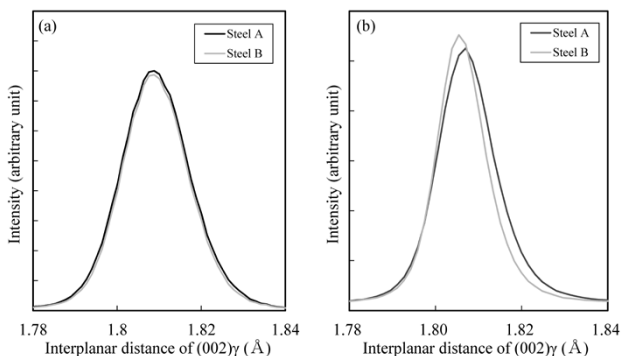 (a)
Steel A
Steel B
Intensity (arbitrary unit)
1.78
1.8
1.82
1.84
Interplanar distance of (002)γ (Å)
(b)
Steel A
Steel B
Intensity (arbitrary unit)
1.78
1.80
1.82
1.84
Interplanar distance of (002)γ (Å)